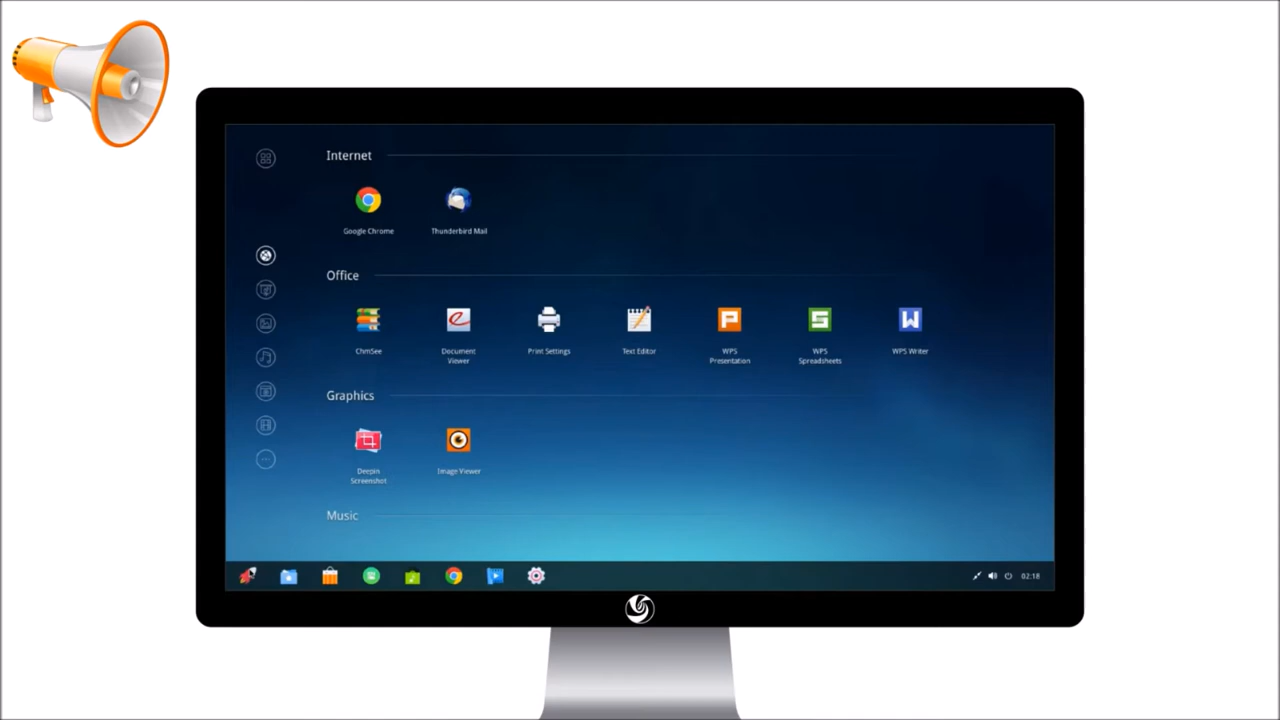 Internet
Google Chrome
Thunderbird Mail
Office
ChmSee
Document
Viewer
Print Settings
Text Editor
WPS
Presentation
WPS
Spreadsheets
WPS Writer
Graphics
Deepin
Screenshot
Image Viewer
Music
02:18